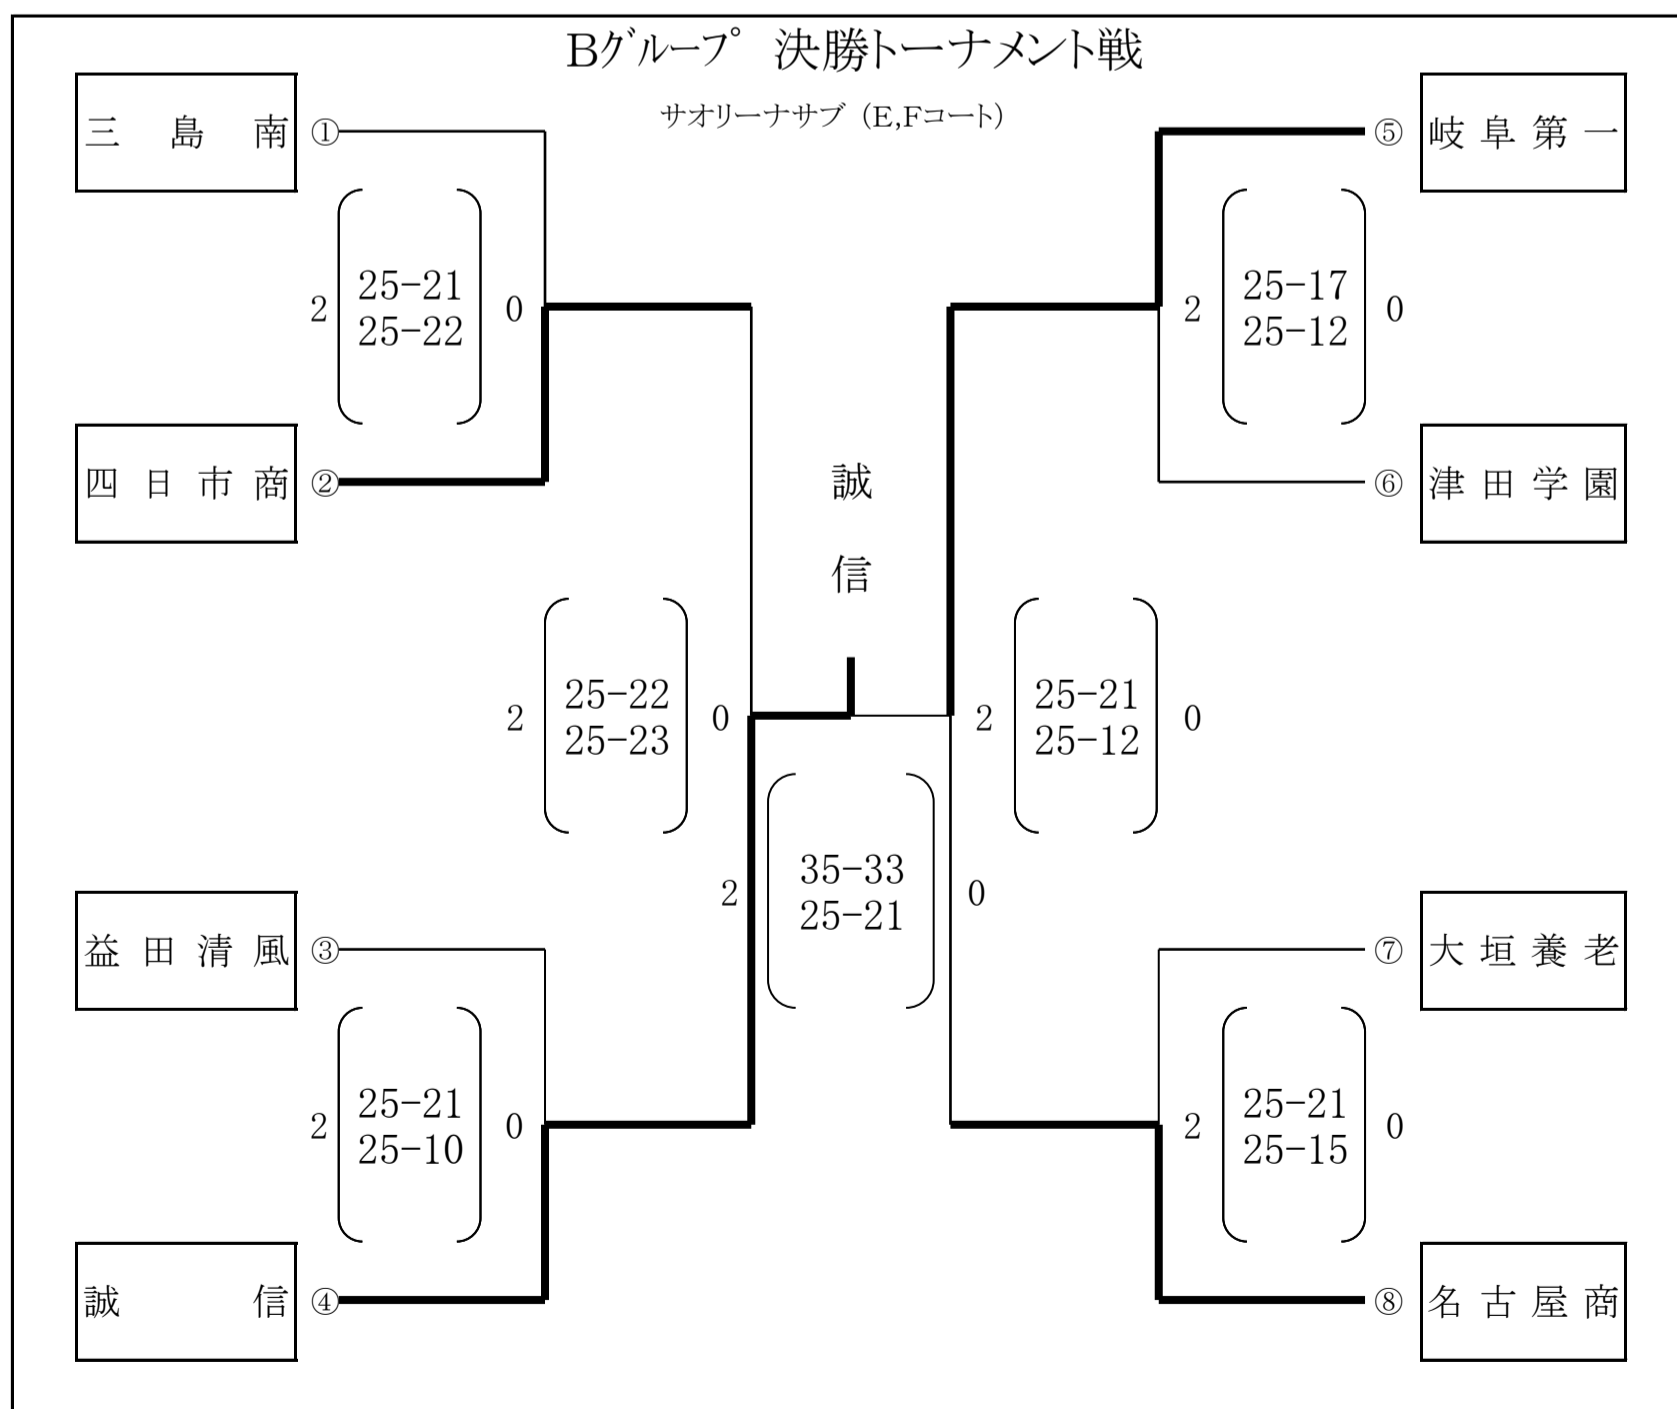 Bグループ 決勝トーナメント戦
サオリーナサブ (E,Fコート)
三島南 ①
⑤ 岐阜第一
2 25-21 0
25-22
2 25-17 0
25-12
四日市商 ②
⑥ 津田学園
誠
信
2 25-22 0
25-23
2 25-21 0
25-12
2 35-33 0
25-21
益田清風 ③
⑦ 大垣養老
2 25-21 0
25-10
2 25-21 0
25-15
誠信 ④
⑧ 名古屋商